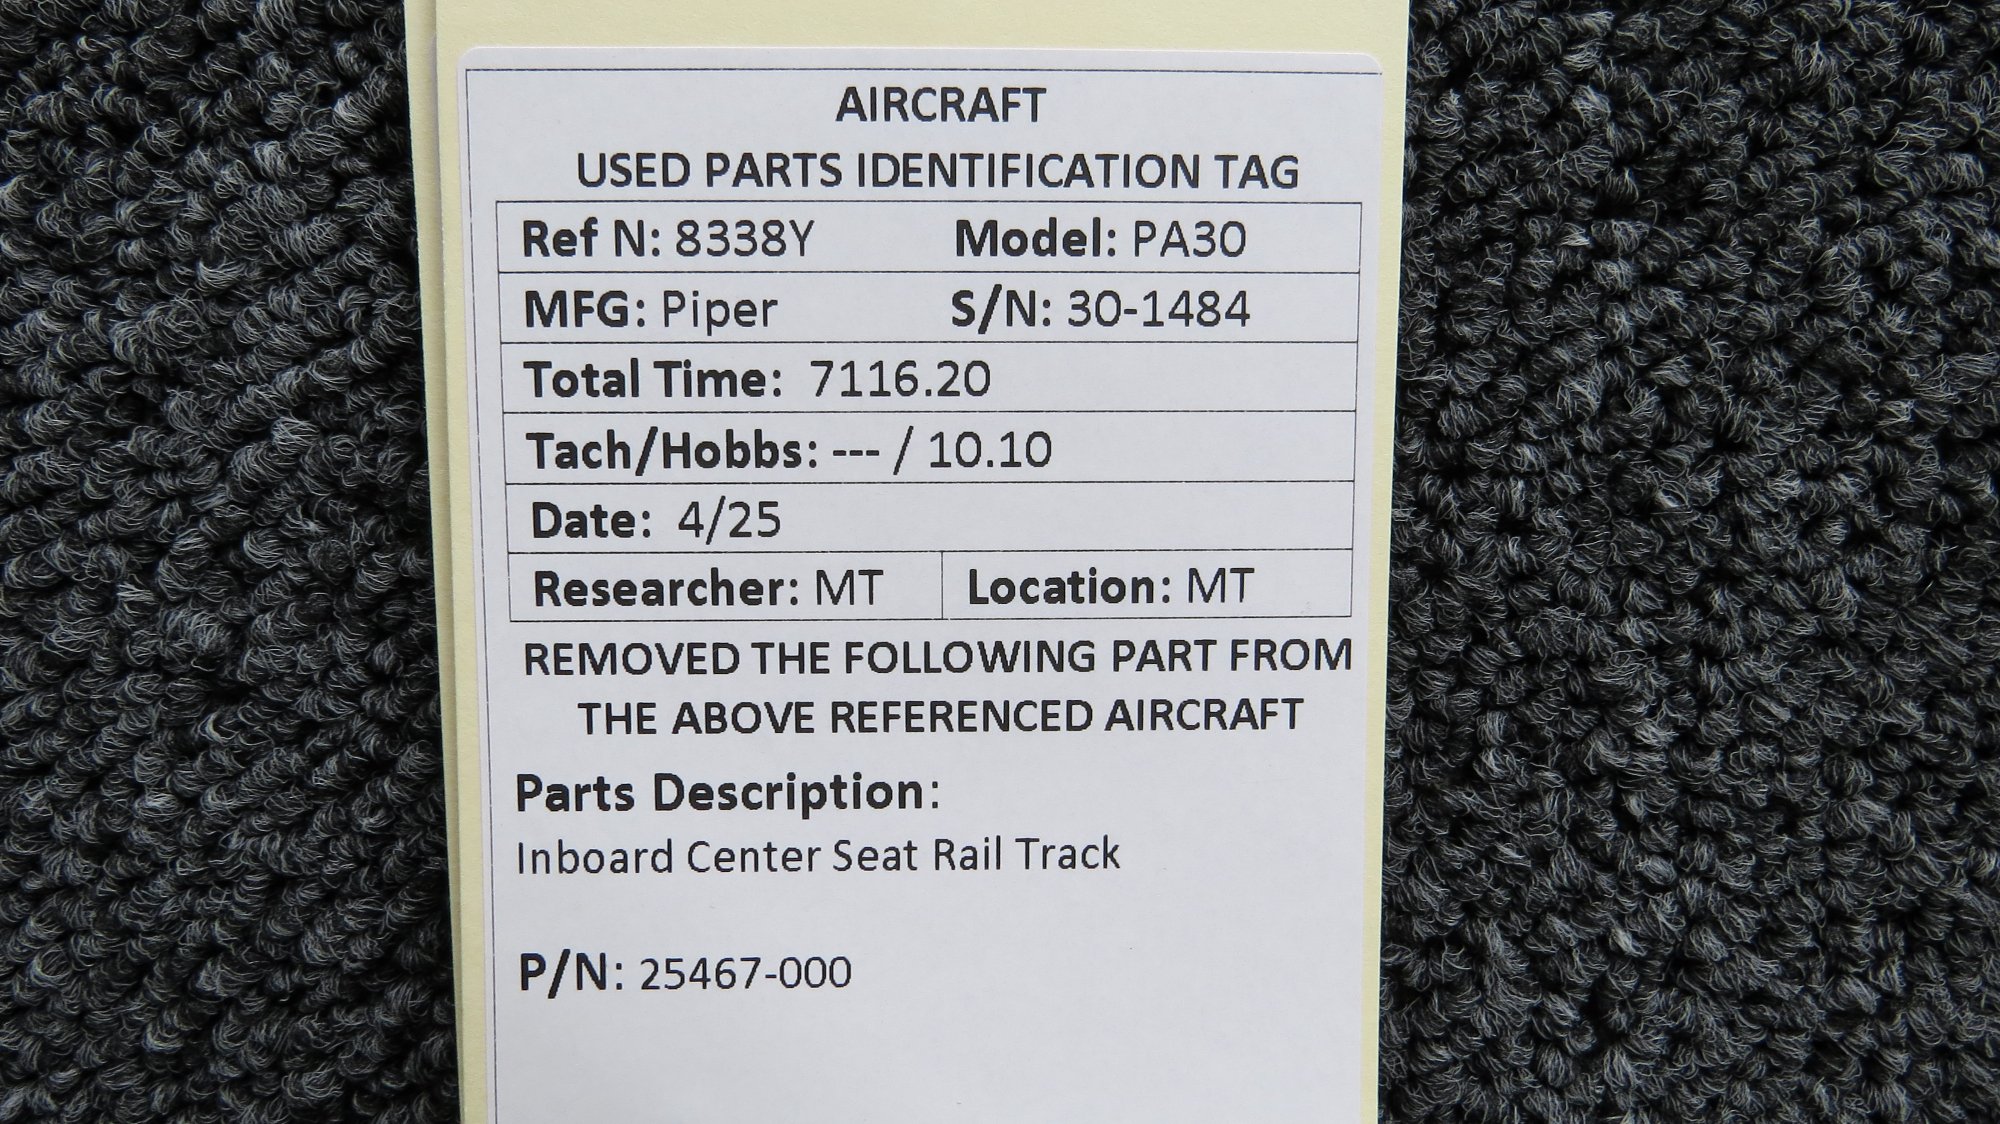 AIRCRAFT
USED PARTS IDENTIFICATION TAG
Ref N: 8338Y Model: PA30
MFG: Piper S/N: 30-1484
Total Time: 7116.20
Tach/Hobbs: --- / 10.10
Date: 4/25
Researcher: MT Location: MT
REMOVED THE FOLLOWING PART FROM
THE ABOVE REFERENCED AIRCRAFT
Parts Description:
Inboard Center Seat Rail Track
P/N: 25467-000